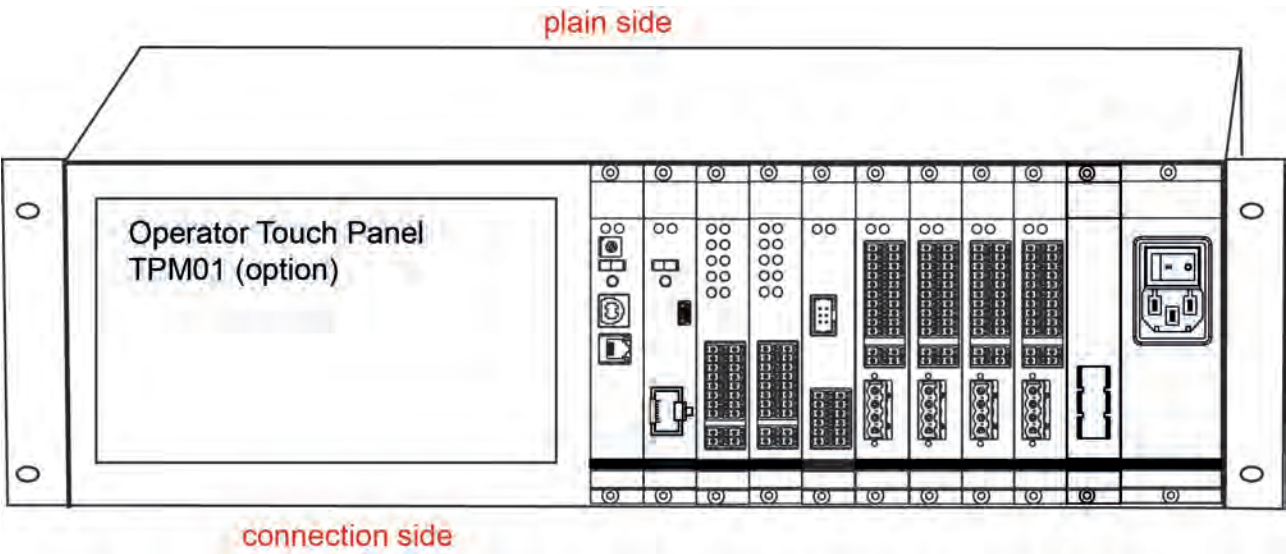 plain side
Operator Touch Panel
TPM01 (option)
connection side